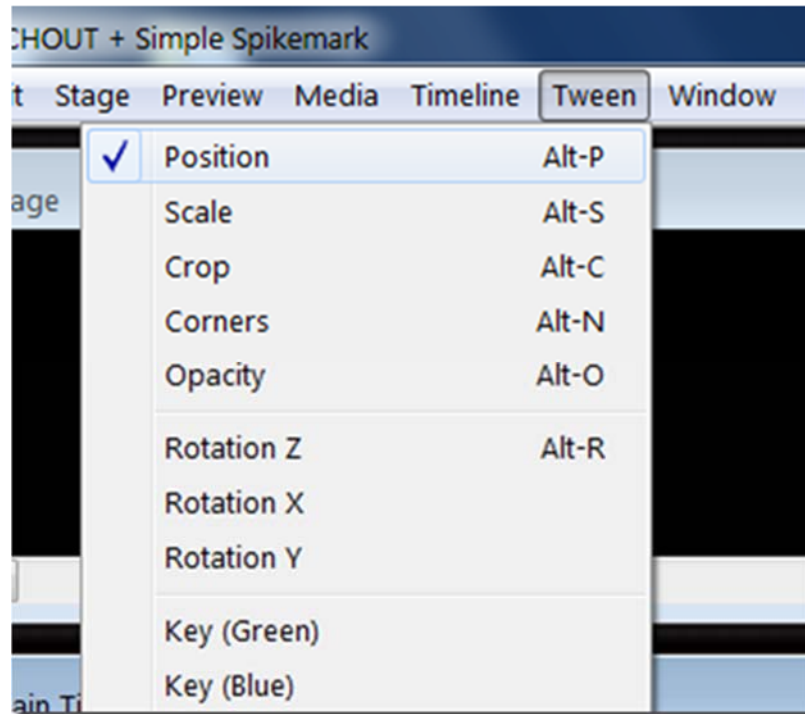 CHOUT + Simple Spikemark
t Stage Preview Media Timeline Tween Window
Position Alt-P
age
Scale Alt-S
Crop Alt-C
Corners Alt-N
Opacity Alt-O
Rotation Z Alt-R
Rotation X
Rotation Y
Key (Green)
Key (Blue)
ain Ti